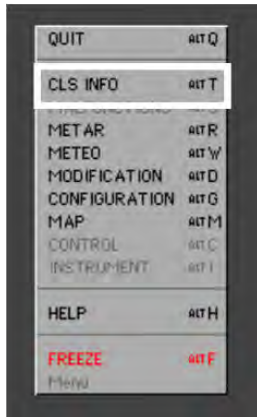 QUIT ALT Q
CLS INFO ALT T
METAR ALT R
METEO ALT W
MODIFICATION ALT D
CONFIGURATION ALT G
MAP ALT M
CONTROL ALT C
INSTRUMENT ALT I
HELP ALT H
FREEZE ALT F
Menu